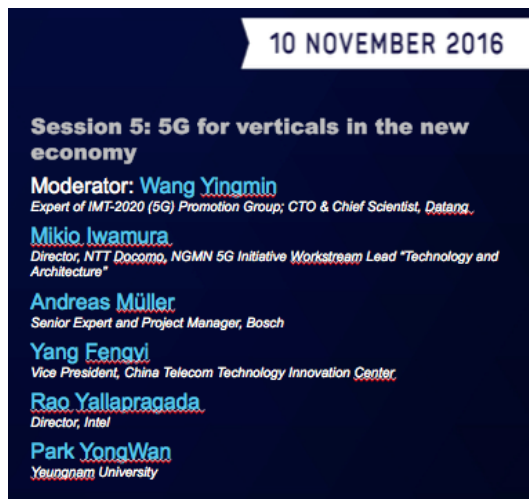 10 NOVEMBER 2016
Session 5: 5G for verticals in the new
economy
Moderator: Wang Yingmin
Expert of IMT-2020 (5G) Promotion Group; CTO & Chief Scientist, Datang
Mikio Iwamura
Director, NTT Docomo, NGMN 5G Initiative Workstream Lead "Technology and
Architecture"
Andreas Müller
Senior Expert and Project Manager, Bosch
Yang Fengyi
Vice President, China Telecom Technology Innovation Center
Rao Yallapragada
Director, Intel
Park YongWan
Yeungnam University